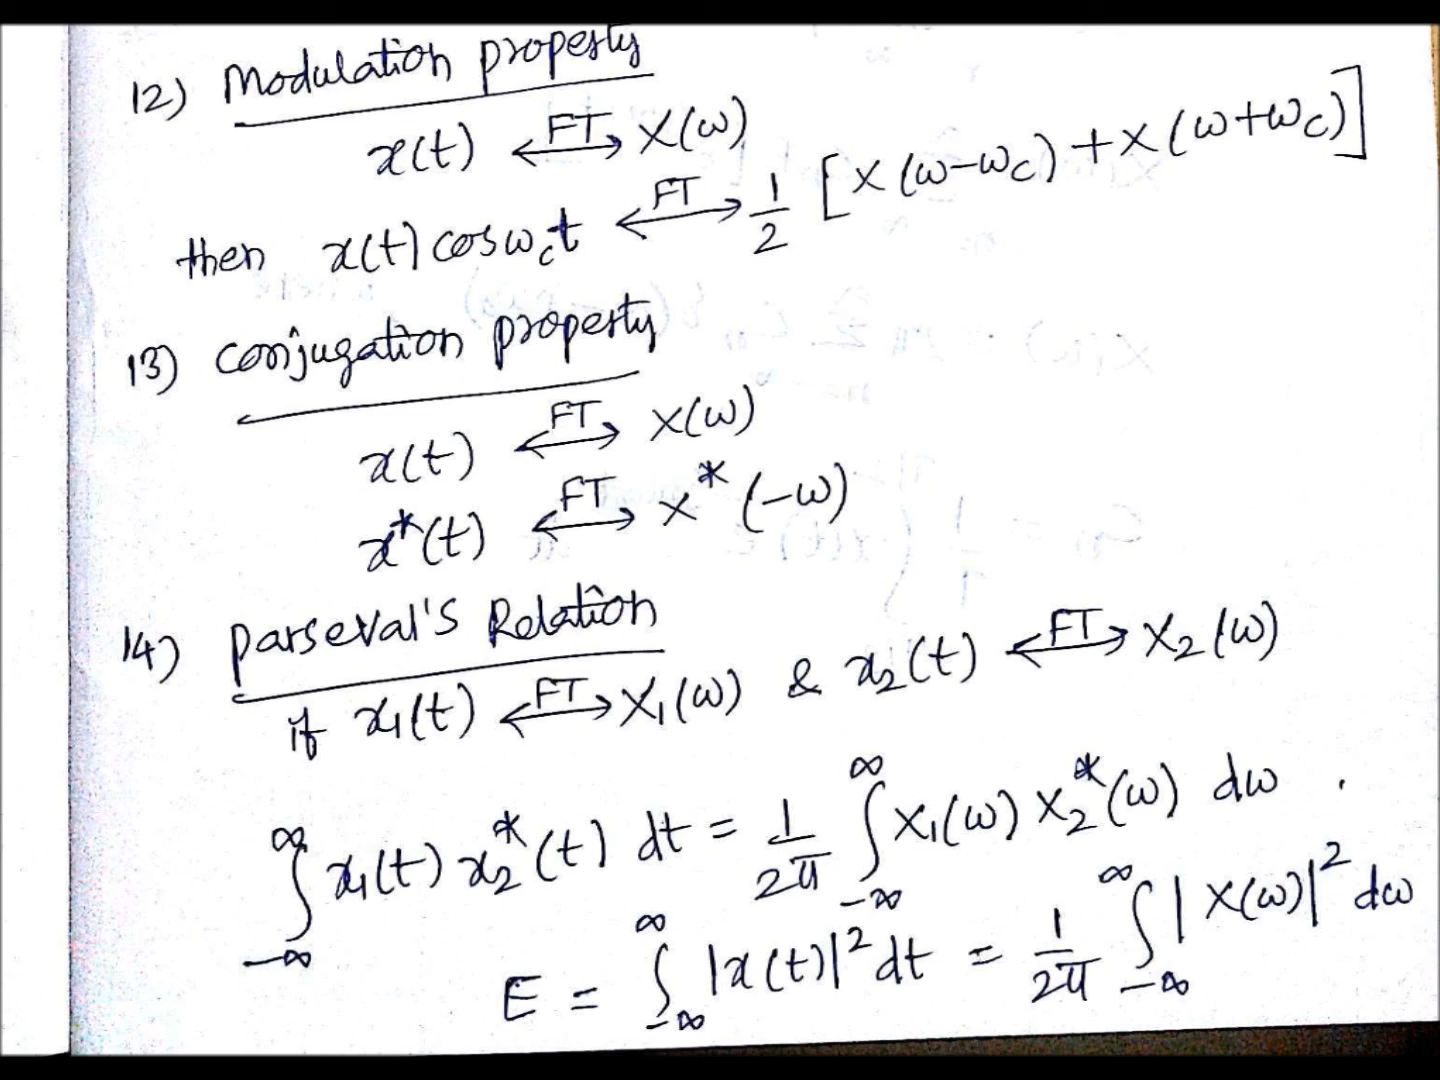 12) Modulation property
x(t) <-FT-> X(ω)
then x(t) cosω_c t <-FT-> 1/2 [X(ω-ω_c) + X(ω+ω_c)]
13) Conjugation property
x(t) <-FT-> X(ω)
x*(t) <-FT-> X*(-ω)
14) Parseval's Relation
if x₁(t) <-FT-> X₁(ω) & x₂(t) <-FT-> X₂(ω)
∫_{-∞}^{∞} x₁(t) x₂*(t) dt = 1/2π ∫_{-∞}^{∞} X₁(ω) X₂*(ω) dω .
E = ∫_{-∞}^{∞} |x(t)|² dt = 1/2π ∫_{-∞}^{∞} |X(ω)|² dω